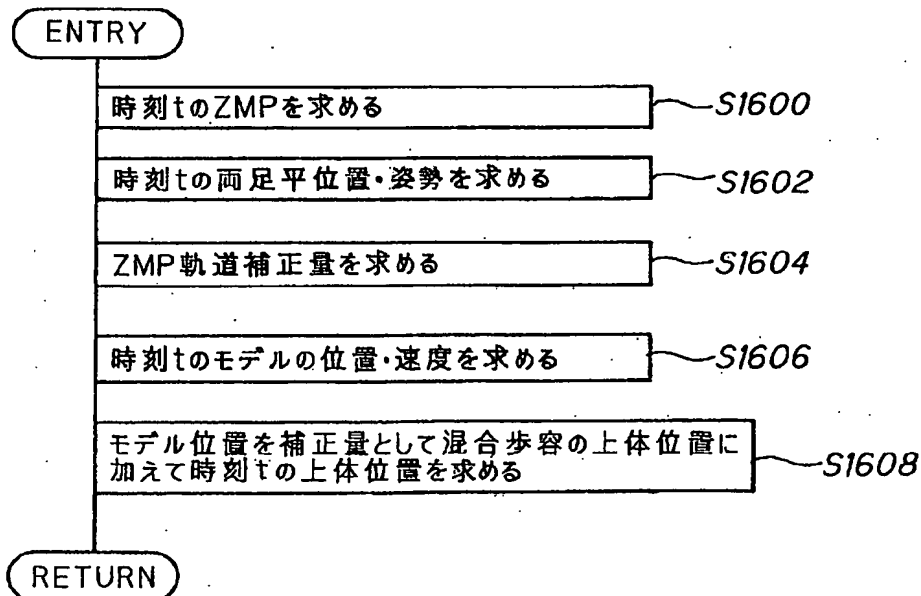 ENTRY
時刻tのZMPを求める
S1600
時刻tの両足平位置・姿勢を求める
S1602
ZMP軌道補正量を求める
S1604
時刻tのモデルの位置・速度を求める
S1606
モデル位置を補正量として混合歩容の上体位置に
加えて時刻tの上体位置を求める
S1608
RETURN